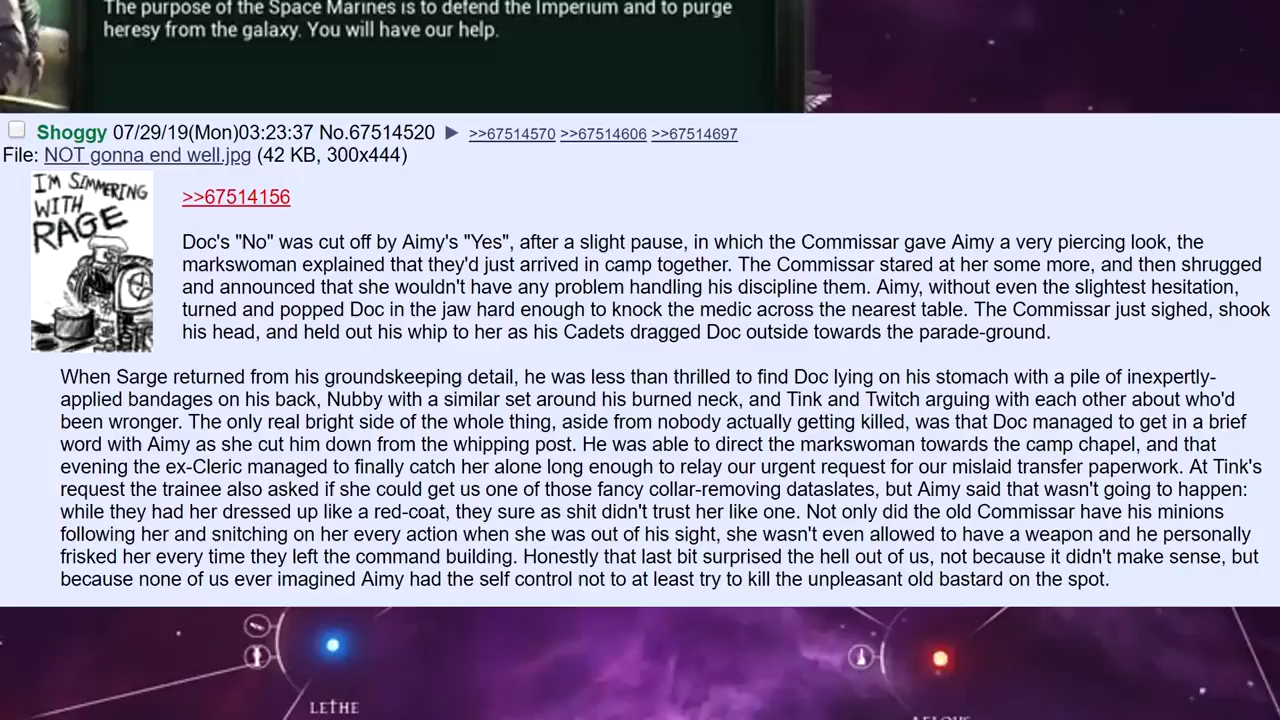 The purpose of the Space Marines is to defend the Imperium and to purge
heresy from the galaxy. You will have our help.
Shoggy 07/29/19(Mon)03:23:37 No.67514520 ▶ >>67514570 >>67514606 >>67514697
File: NOT gonna end well.jpg (42 KB, 300x444)
I'M SIMMERING
WITH
RAGE
>>67514156
Doc's "No" was cut off by Aimy's "Yes", after a slight pause, in which the Commissar gave Aimy a very piercing look, the
markswoman explained that they'd just arrived in camp together. The Commissar stared at her some more, and then shrugged
and announced that she wouldn't have any problem handling his discipline them. Aimy, without even the slightest hesitation,
turned and popped Doc in the jaw hard enough to knock the medic across the nearest table. The Commissar just sighed, shook
his head, and held out his whip to her as his Cadets dragged Doc outside towards the parade-ground.
When Sarge returned from his groundskeeping detail, he was less than thrilled to find Doc lying on his stomach with a pile of inexpertly-
applied bandages on his back, Nubby with a similar set around his burned neck, and Tink and Twitch arguing with each other about who'd
been wronger. The only real bright side of the whole thing, aside from nobody actually getting killed, was that Doc managed to get in a brief
word with Aimy as she cut him down from the whipping post. He was able to direct the markswoman towards the camp chapel, and that
evening the ex-Cleric managed to finally catch her alone long enough to relay our urgent request for our mislaid transfer paperwork. At Tink's
request the trainee also asked if she could get us one of those fancy collar-removing dataslates, but Aimy said that wasn't going to happen:
while they had her dressed up like a red-coat, they sure as shit didn't trust her like one. Not only did the old Commissar have his minions
following her and snitching on her every action when she was out of his sight, she wasn't even allowed to have a weapon and he personally
frisked her every time they left the command building. Honestly that last bit surprised the hell out of us, not because it didn't make sense, but
because none of us ever imagined Aimy had the self control not to at least try to kill the unpleasant old bastard on the spot.
LETHE